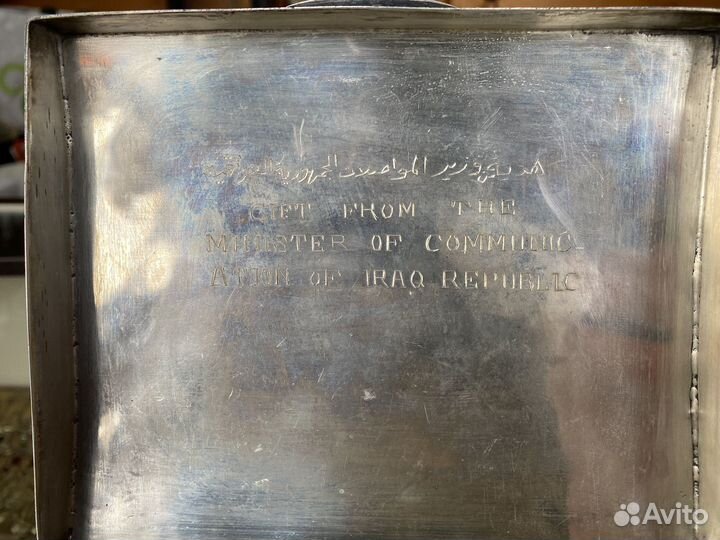 هدية وزير المواصلات الجمهورية العراقية
GIFT FROM THE
MINISTER OF COMMUNIC-
ATION OF IRAQ REPUBLIC
Avito